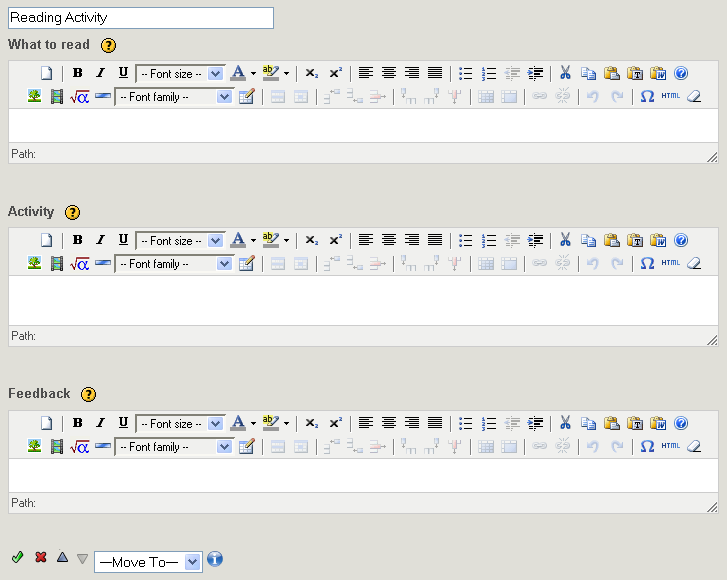 Reading Activity
What to read ?
B I U -- Font size -- A ab x₂ x² T W ?
√α -- Font family -- Ω HTML
Path:
Activity ?
B I U -- Font size -- A ab x₂ x² T W ?
√α -- Font family -- Ω HTML
Path:
Feedback ?
B I U -- Font size -- A ab x₂ x² T W ?
√α -- Font family -- Ω HTML
Path:
—Move To— i